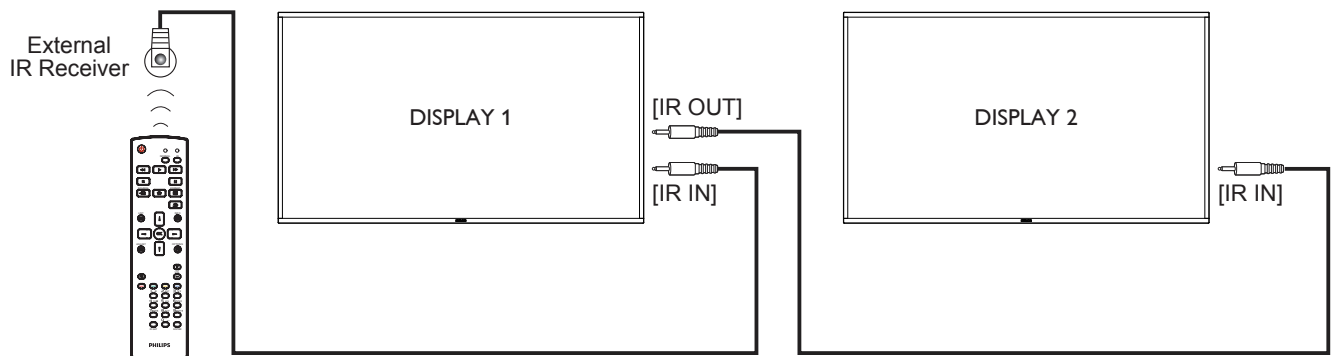 External
IR Receiver
DISPLAY 1
[IR OUT]
[IR IN]
DISPLAY 2
[IR IN]
PHILIPS